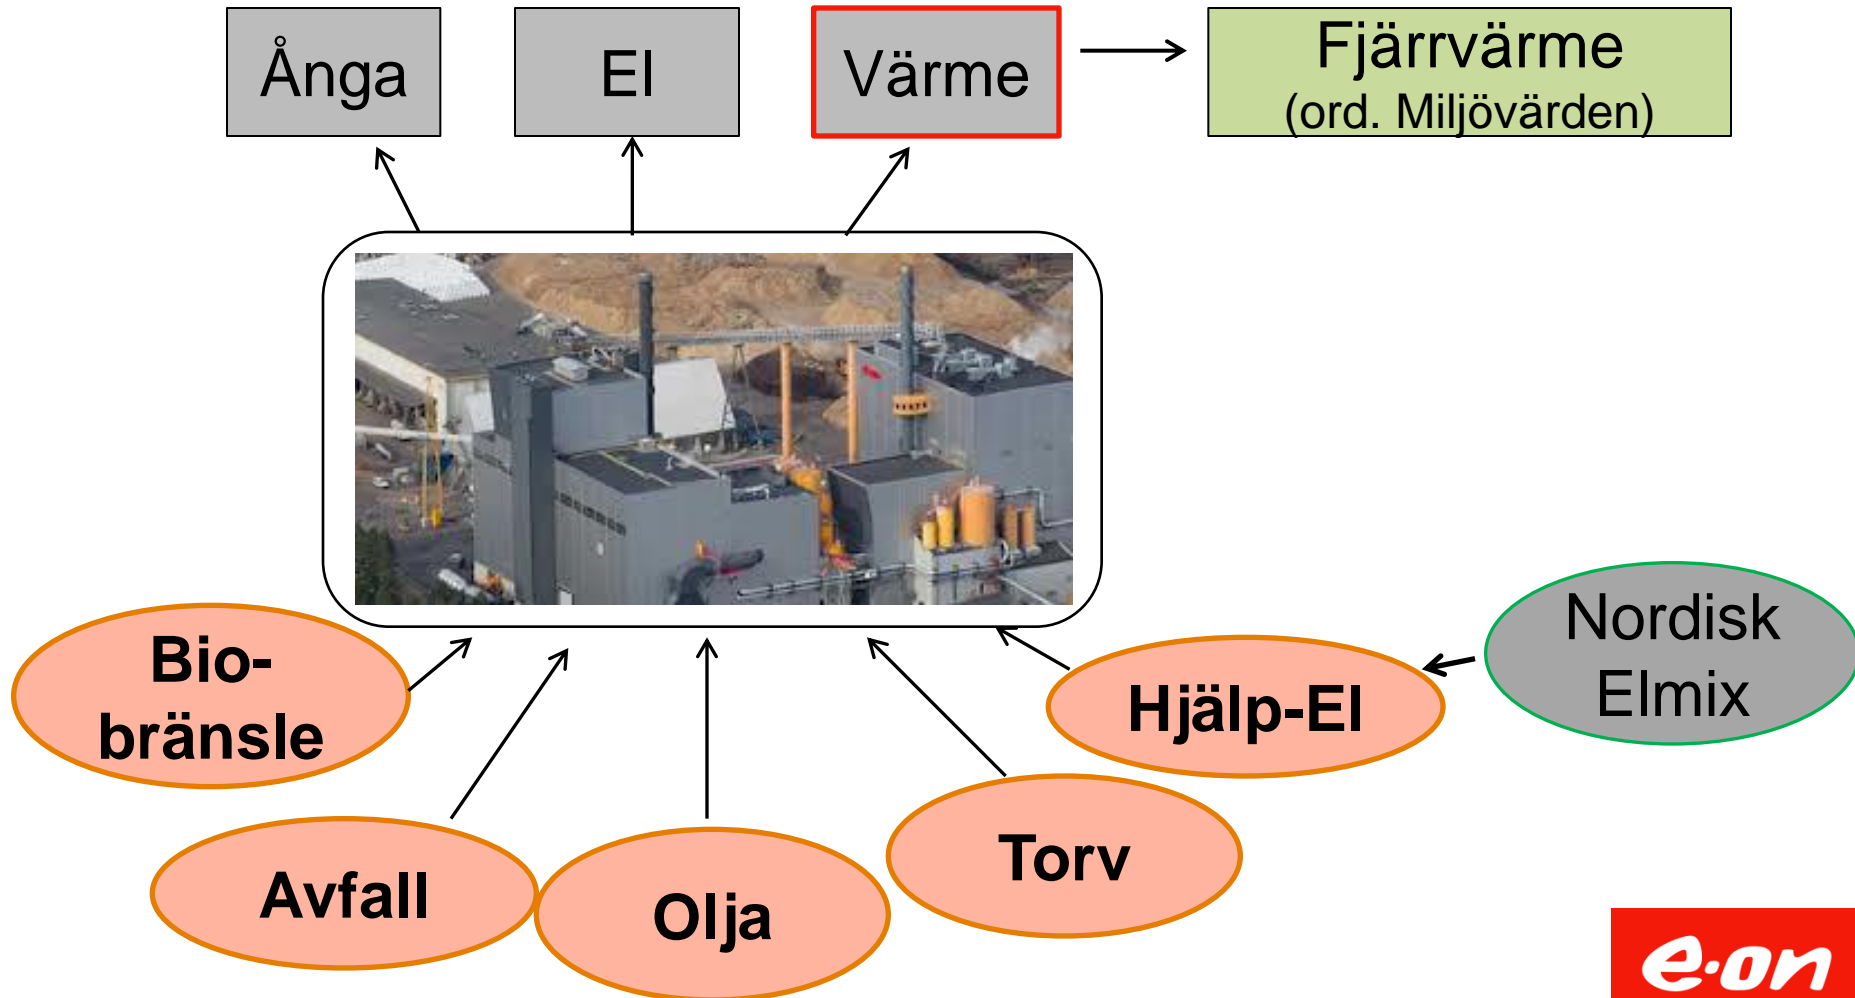 Ånga
El
Värme
Fjärrvärme
(ord. Miljövärden)
Bio-
bränsle
Avfall
Olja
Torv
Hjälp-El
Nordisk
Elmix
e·on